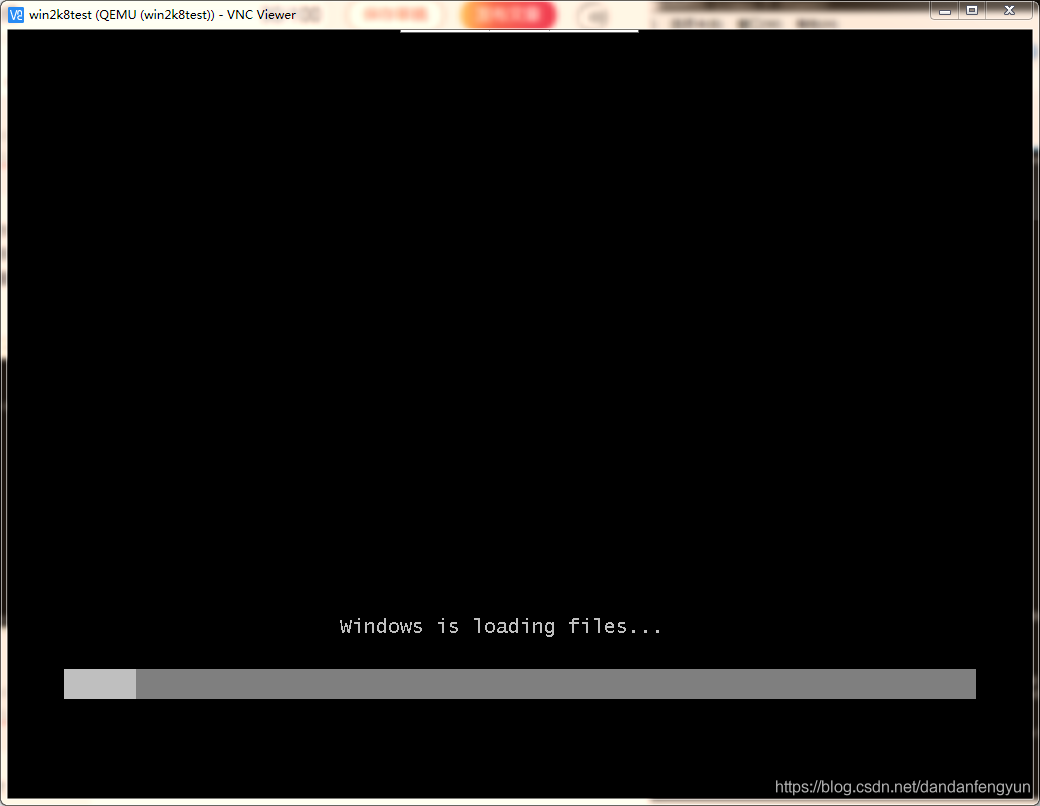 win2k8test (QEMU (win2k8test)) - VNC Viewer
Windows is loading files...
https://blog.csdn.net/dandanfengyun